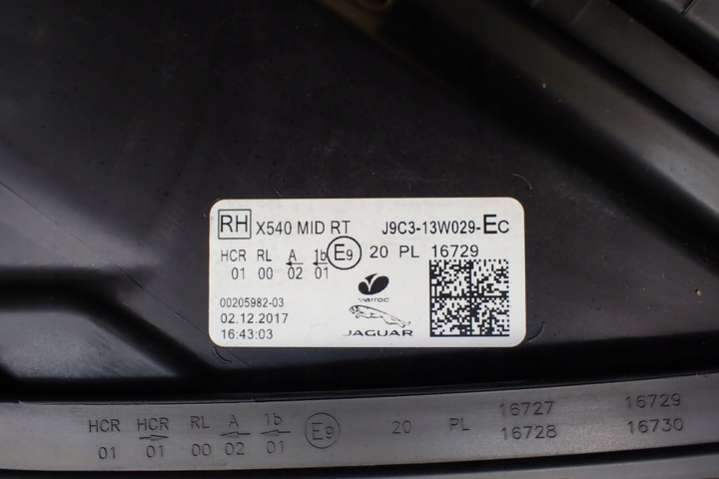 RH X540 MID RT J9C3-13W029-EC
HCR RL A 1b E9 20 PL 16729
01 00 02 01
00205982-03
02.12.2017
16:43:03
varroc
JAGUAR
HCR HCR RL A 1b E9 20 PL 16727 16729
01 01 00 02 01 16728 16730